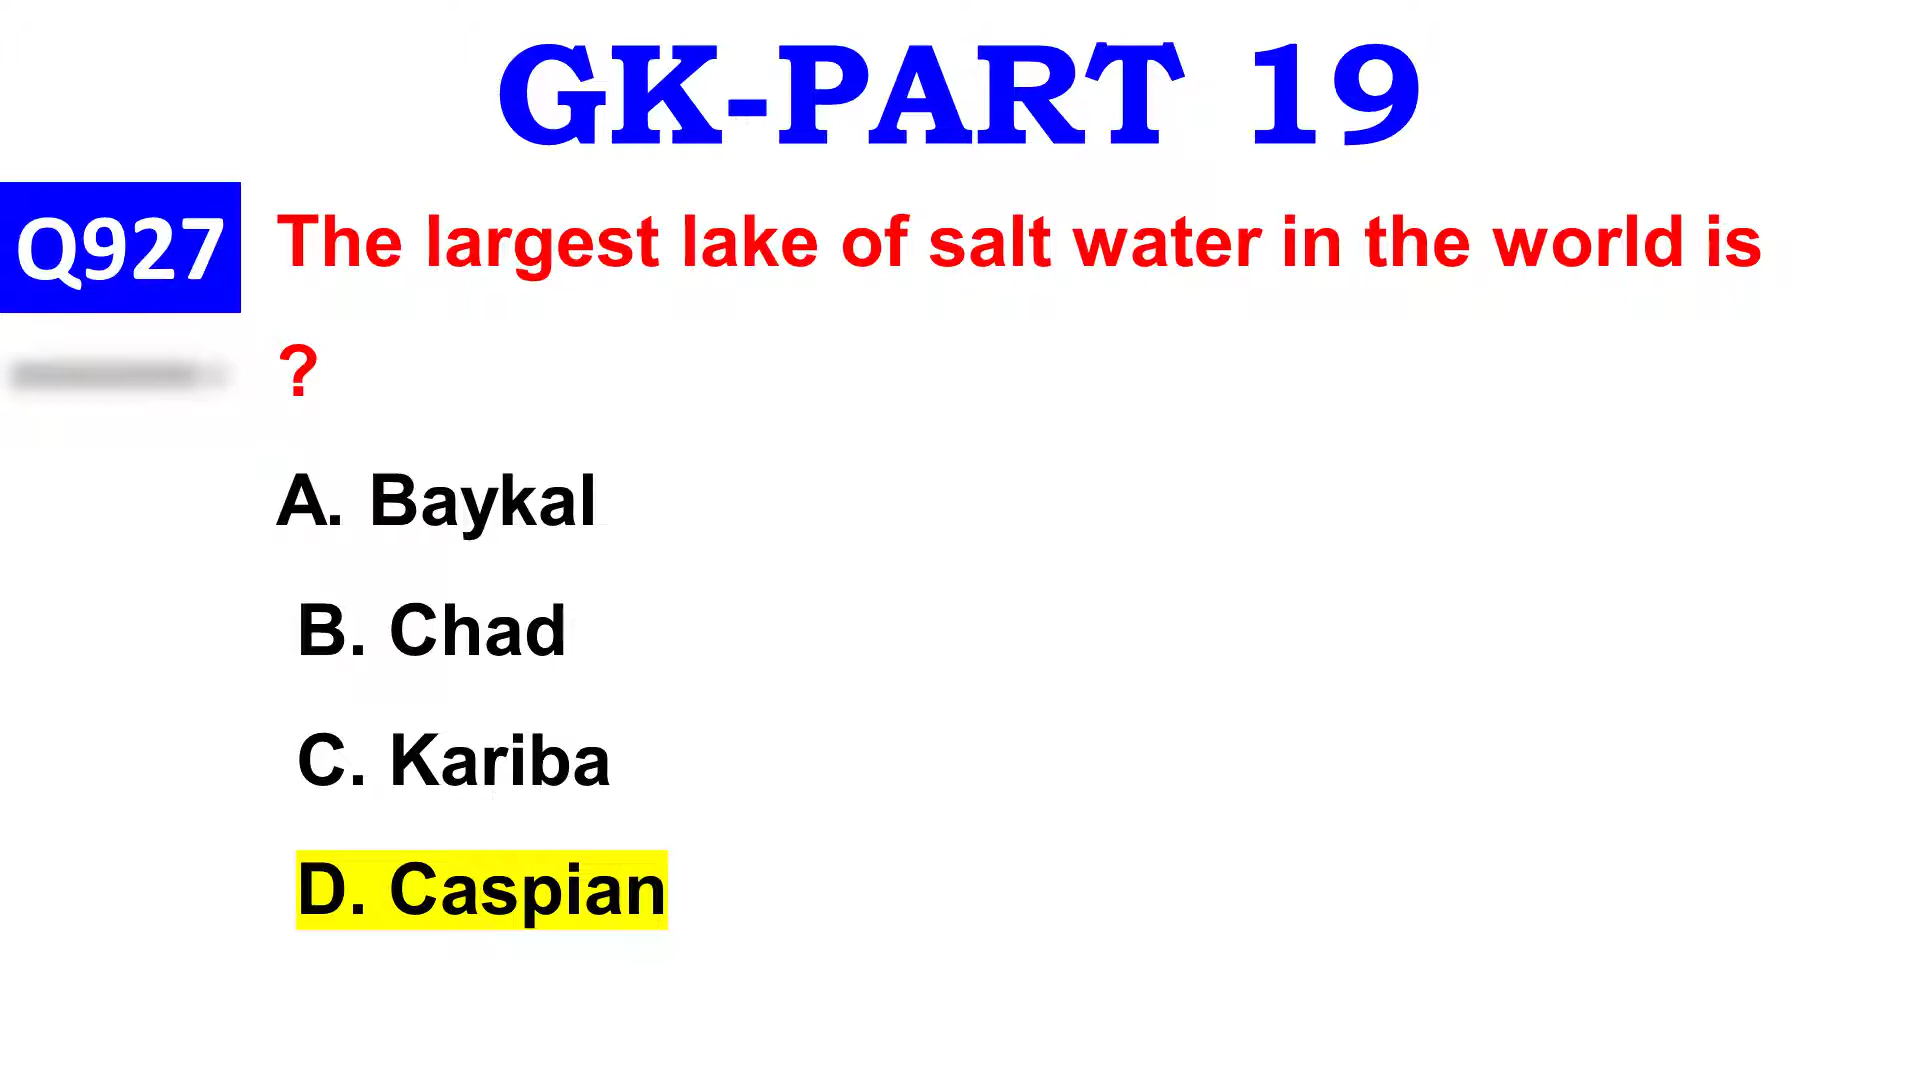 GK-PART 19
Q927 The largest lake of salt water in the world is
?
A. Baykal
B. Chad
C. Kariba
D. Caspian